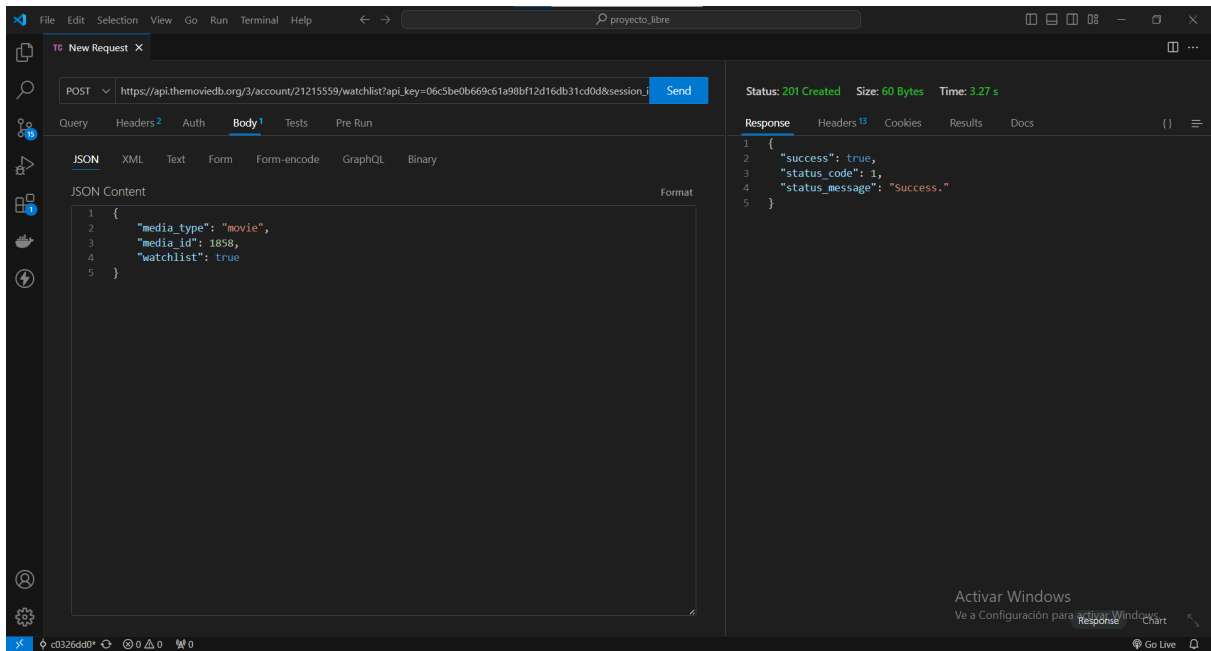 File Edit Selection View Go Run Terminal Help
proyecto_libre
TC New Request
POST https://api.themoviedb.org/3/account/21215559/watchlist?api_key=06c5be0b669c61a98bf12d16db31cd0d&session_i
Send
Query Headers 2 Auth Body 1 Tests Pre Run
JSON XML Text Form Form-encode GraphQL Binary
JSON Content Format
1 {
2 "media_type": "movie",
3 "media_id": 1858,
4 "watchlist": true
5 }
Status: 201 Created Size: 60 Bytes Time: 3.27 s
Response Headers 13 Cookies Results Docs {}
1 {
2 "success": true,
3 "status_code": 1,
4 "status_message": "Success."
5 }
15
1
Activar Windows
Ve a Configuración para activar Windows.
Response Chart
c0326dd0* 0 0 0 Go Live